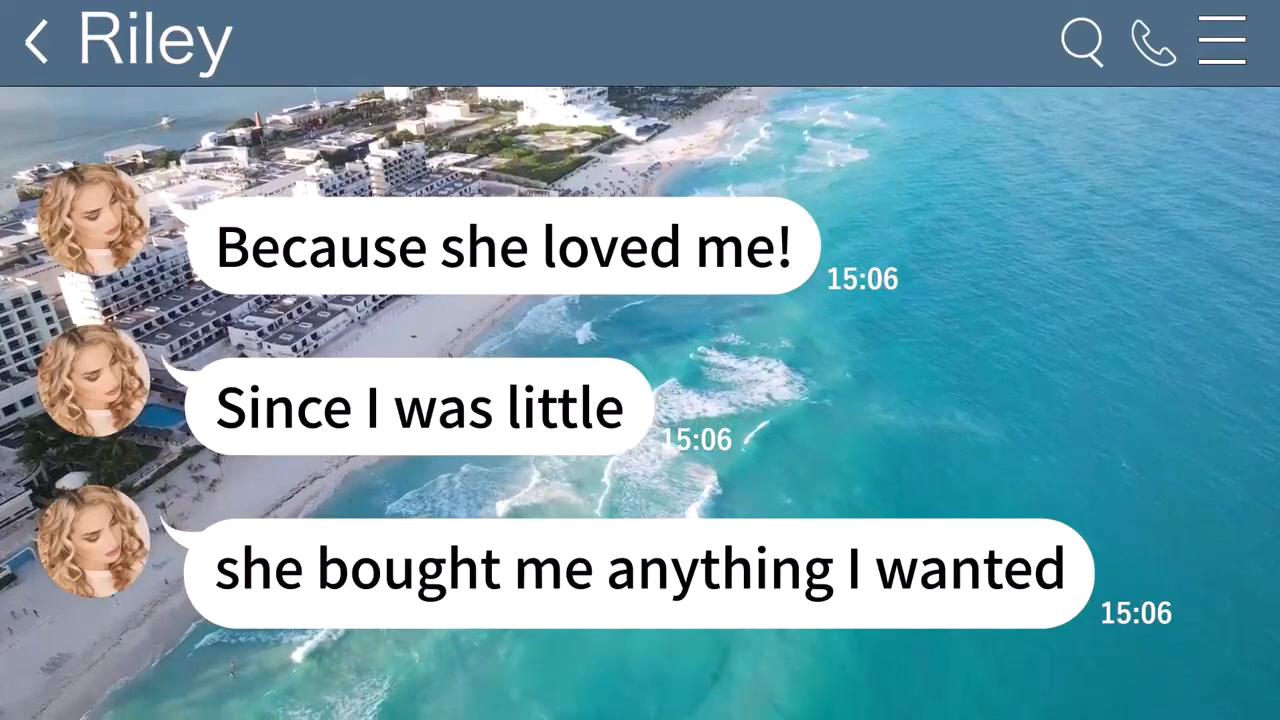 Riley
Because she loved me!
15:06
Since I was little
15:06
she bought me anything I wanted
15:06